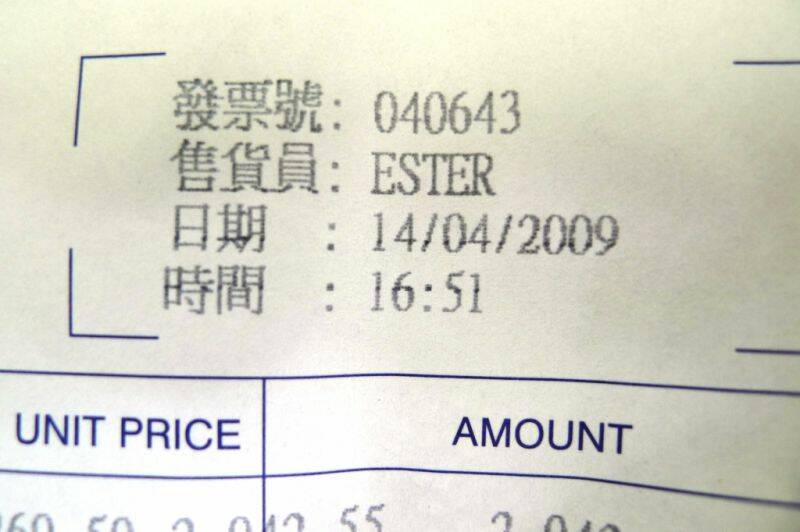 發票號: 040643
售貨員: ESTER
日期 : 14/04/2009
時間 : 16:51
UNIT PRICE AMOUNT